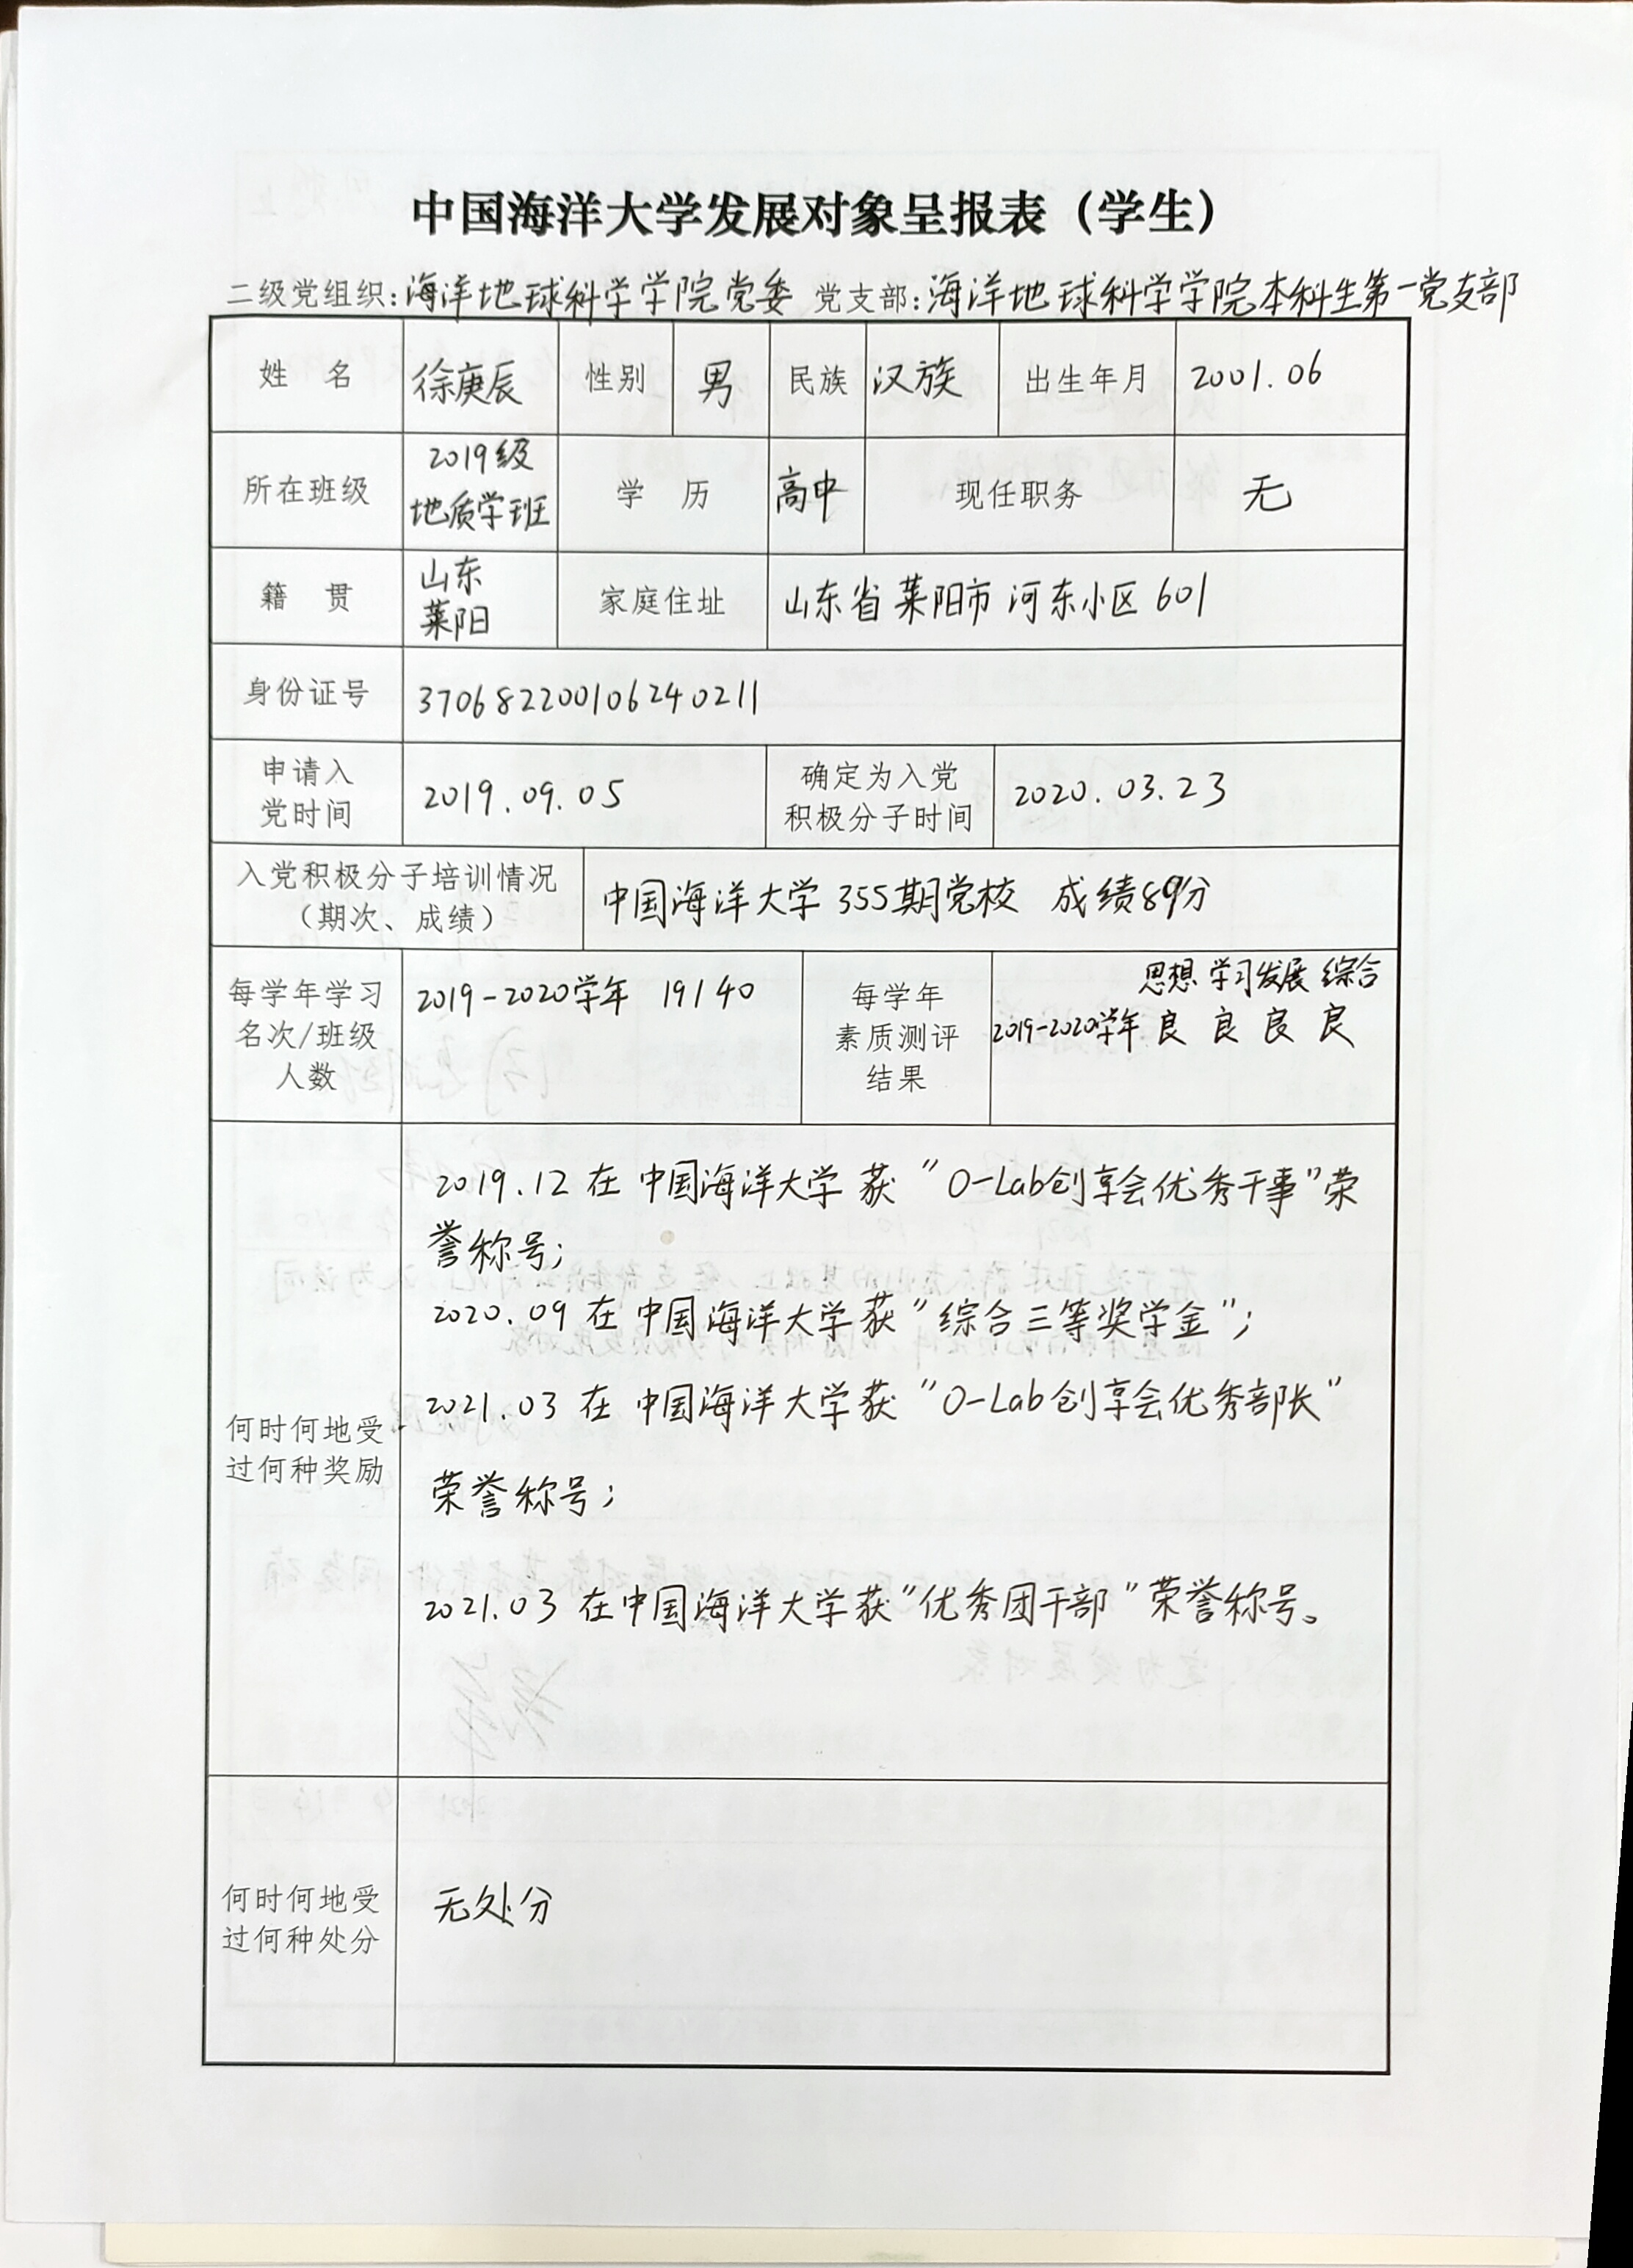 中国海洋大学发展对象呈报表（学生）
二级党组织：海洋地球科学学院党委 党支部：海洋地球科学学院本科生第一党支部
姓 名 徐庚辰 性别 男 民族 汉族 出生年月 2001.06
所在班级 2019级
地质学班 学 历 高中 现任职务 无
籍 贯 山东
莱阳 家庭住址 山东省莱阳市河东小区601
身份证号 370682200106240211
申请入
党时间 2019.09.05 确定为入党
积极分子时间 2020.03.23
入党积极分子培训情况
（期次、成绩） 中国海洋大学355期党校 成绩89分
每学年学习
名次/班级
人数 2019-2020学年 19/40
每学年
素质测评
结果
思想 学习 发展 综合
2019-2020学年 良 良 良 良
何时何地受
过何种奖励
2019.12 在中国海洋大学获“O-Lab创享会优秀干事”荣
誉称号；
2020.09 在中国海洋大学获“综合三等奖学金”；
2021.03 在中国海洋大学获“O-Lab创享会优秀部长”
荣誉称号；
2021.03 在中国海洋大学获“优秀团干部”荣誉称号。
何时何地受
过何种处分
无处分